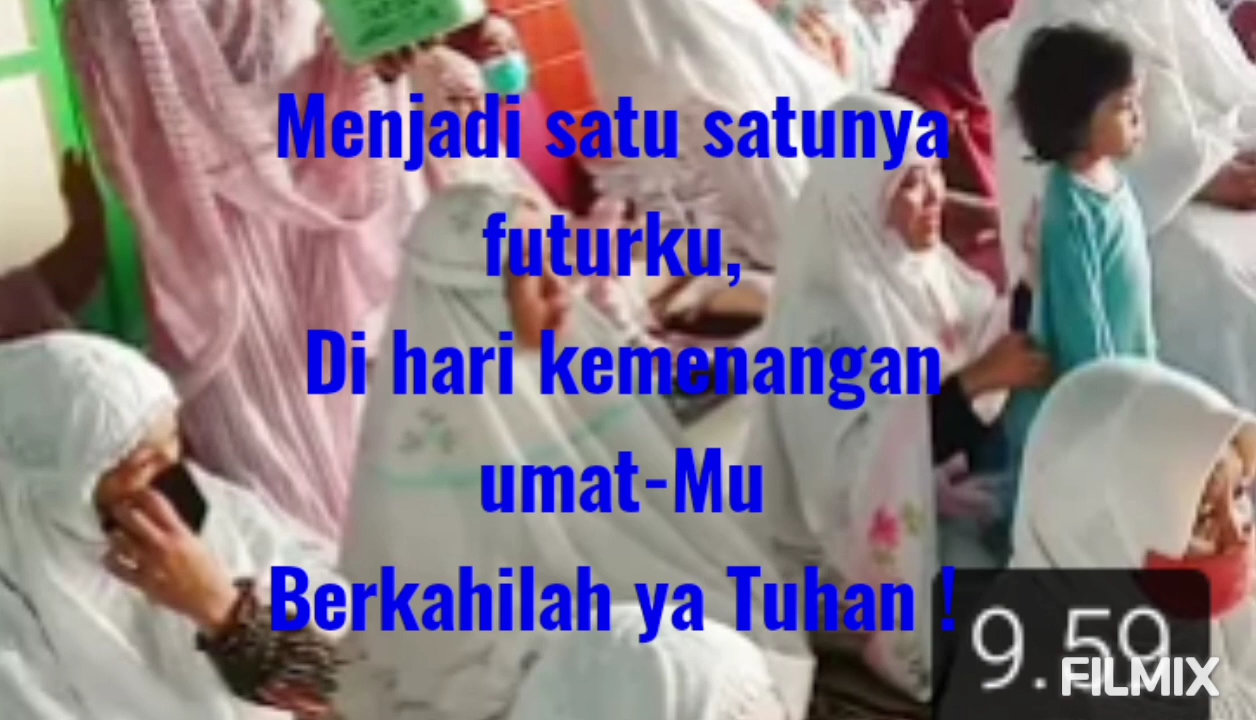 Menjadi satu satunya
futurku,
Di hari kemenangan
umat-Mu
Berkahilah ya Tuhan !
9.59
FILMIX